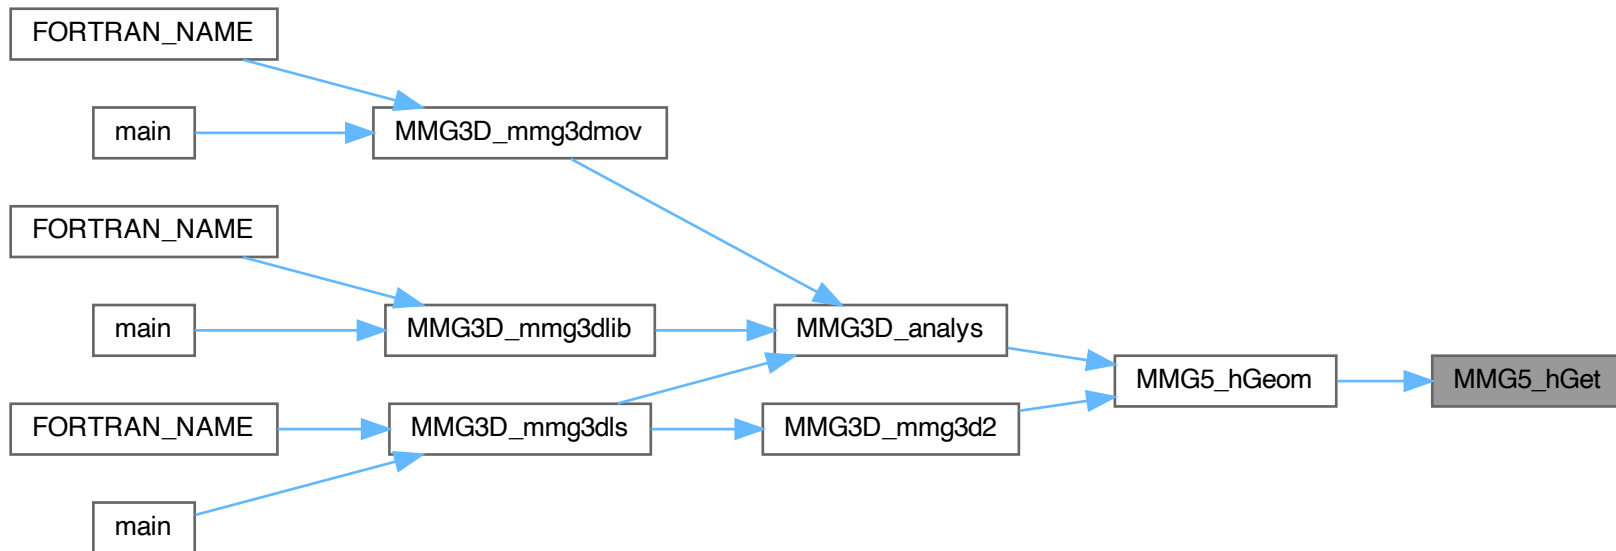 FORTRAN_NAME
main
MMG3D_mmg3dmov
FORTRAN_NAME
main
MMG3D_mmg3dlib
MMG3D_analys
MMG5_hGeom
MMG5_hGet
FORTRAN_NAME
MMG3D_mmg3dls
MMG3D_mmg3d2
main